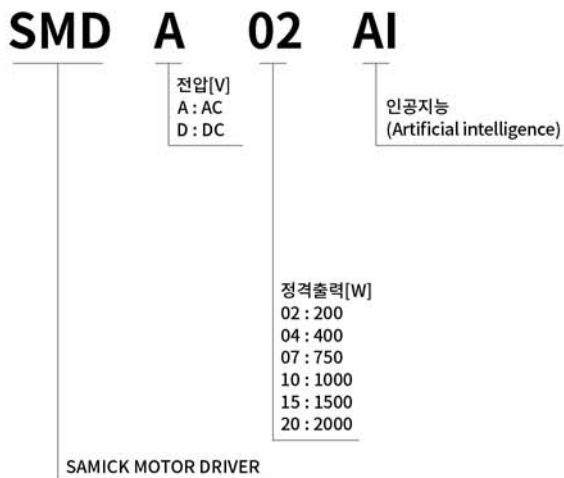 SMD A 02 AI
전압[V]
A : AC
D : DC
인공지능
(Artificial intelligence)
정격출력[W]
02 : 200
04 : 400
07 : 750
10 : 1000
15 : 1500
20 : 2000
SAMICK MOTOR DRIVER